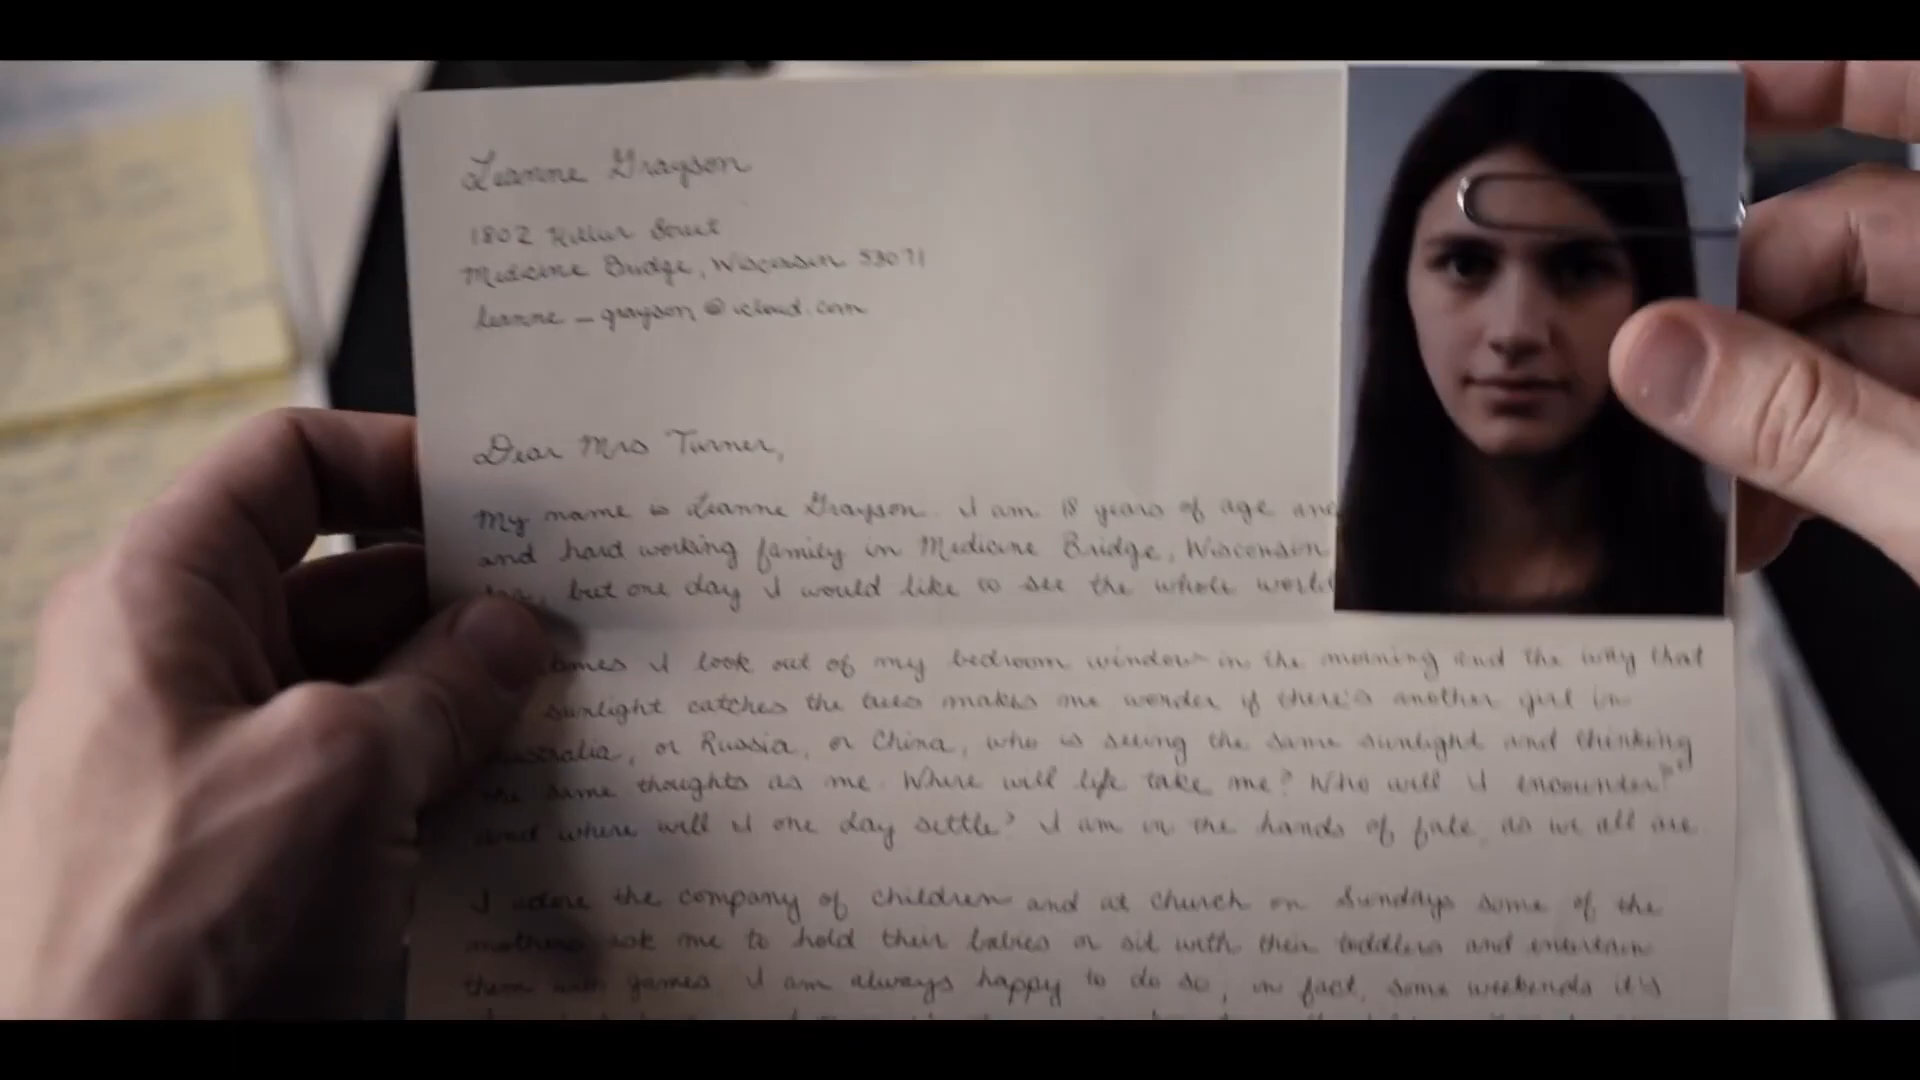 Leanne Grayson
1802 Street
Medicine Bridge, Wisconsin 53071
leanne_grayson@icloud.com
Dear Mrs Turner,
My name is Leanne Grayson. I am 18 years of age and
and hard working family in Medicine Bridge, Wisconsin
but one day I would like to see the whole world
times I look out of my bedroom window in the morning and the way that
sunlight catches the trees makes me wonder if there's another girl in
Australia, or Russia, or China, who is seeing the same sunlight and thinking
the same thoughts as me. Where will life take me? Who will I encounter?
and where will I one day settle? I am in the hands of fate, as we all are.
I adore the company of children and at church on Sundays some of the
mothers ask me to hold their babies or sit with their toddlers and entertain
them with games. I am always happy to do so, in fact, some weekends it's